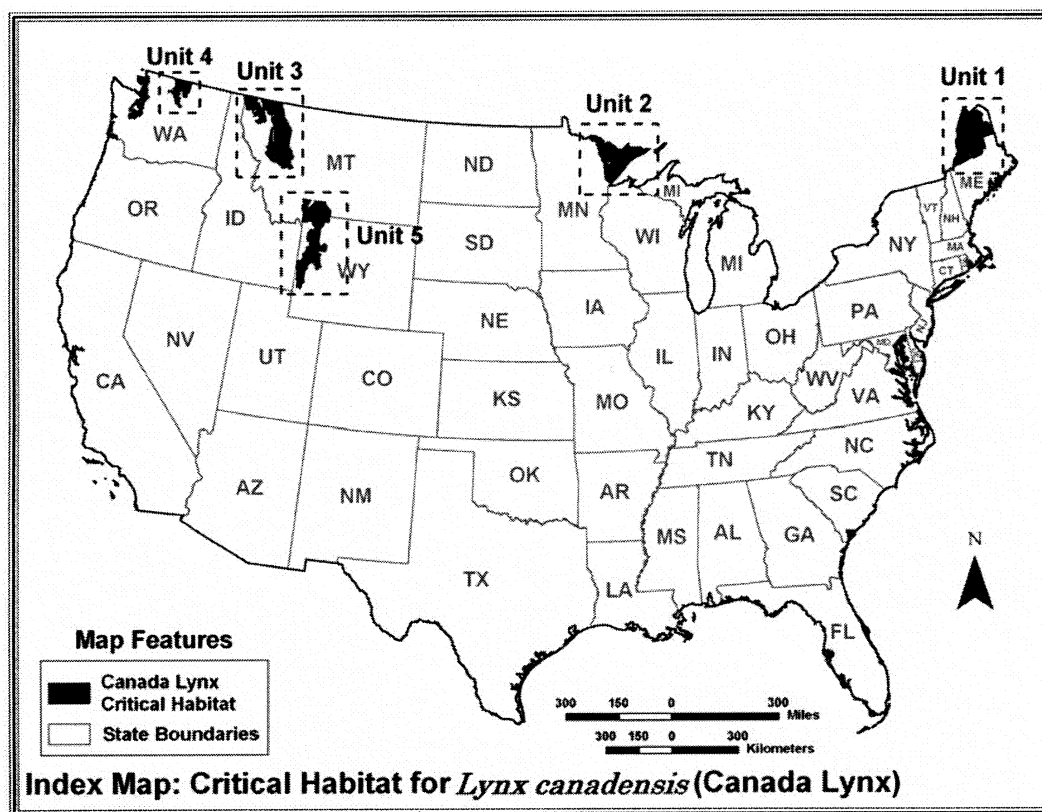 Unit 4
Unit 3
Unit 2
Unit 1
WA
MT
ND
MN
MI
ME
VT
NH
OR
ID
Unit 5
WY
SD
WI
MI
NY
MA
CT
NV
UT
NE
IA
PA
NJ
CA
CO
KS
MO
IL
IN
OH
MD
WV
VA
KY
AZ
NM
OK
AR
TN
NC
SC
TX
LA
MS
AL
GA
FL
N
Map Features
Canada Lynx
Critical Habitat
State Boundaries
300 150 0 300
Miles
300 150 0 300
Kilometers
Index Map: Critical Habitat for Lynx canadensis (Canada Lynx)